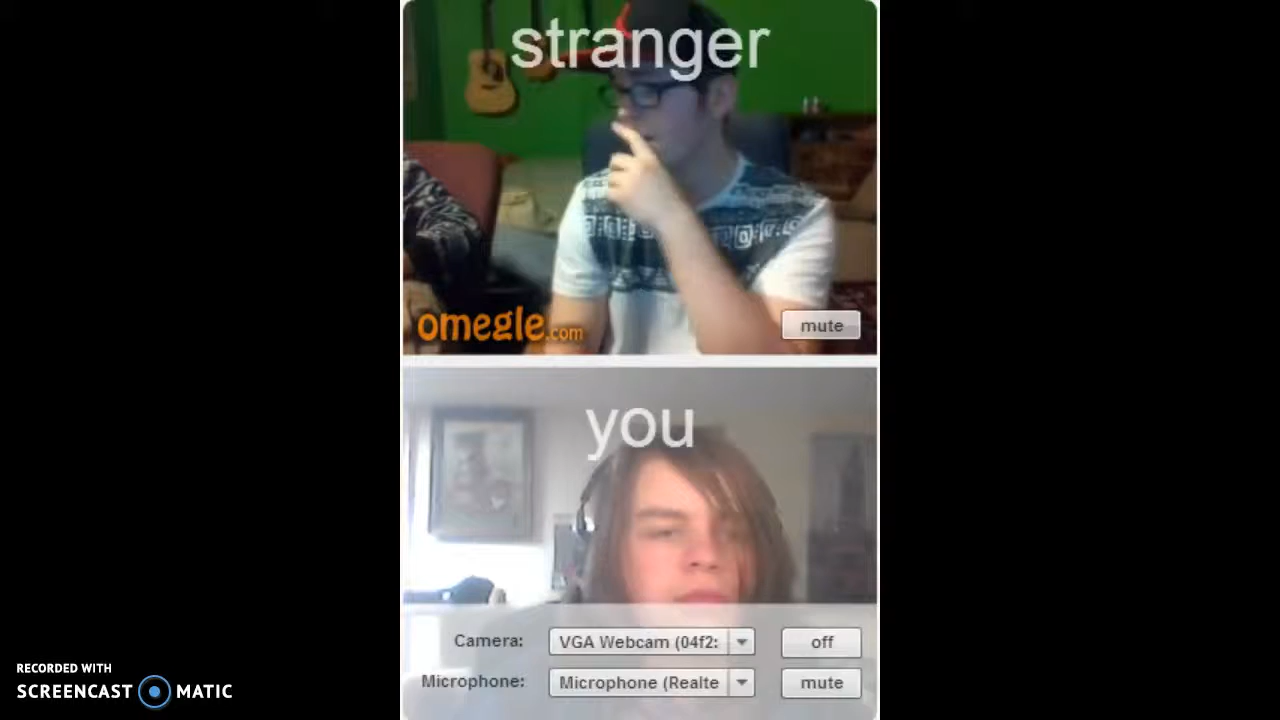 stranger
omegle.com
mute
you
Camera: VGA Webcam (04f2: off
Microphone: Microphone (Realte mute
RECORDED WITH
SCREENCAST MATIC